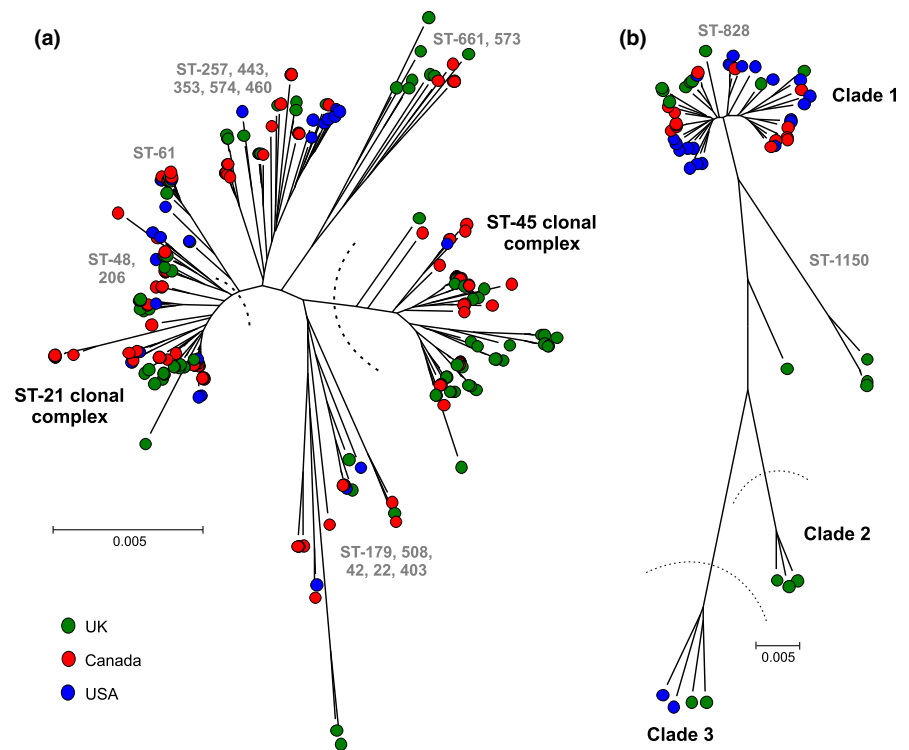 (a)
ST-661, 573
ST-257, 443,
353, 574, 460
ST-61
ST-45 clonal
complex
ST-48,
206
ST-21 clonal
complex
0.005
ST-179, 508,
42, 22, 403
UK
Canada
USA
(b)
ST-828
Clade 1
ST-1150
Clade 2
0.005
Clade 3